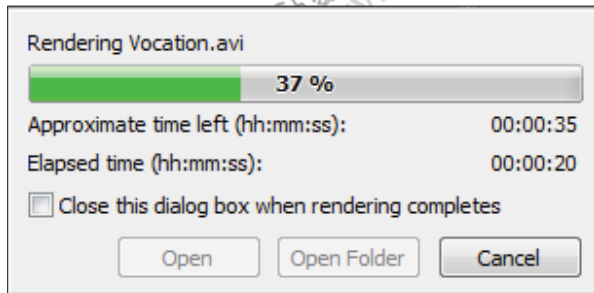 Rendering Vocation.avi
37 %
Approximate time left (hh:mm:ss): 00:00:35
Elapsed time (hh:mm:ss): 00:00:20
Close this dialog box when rendering completes
Open Open Folder Cancel